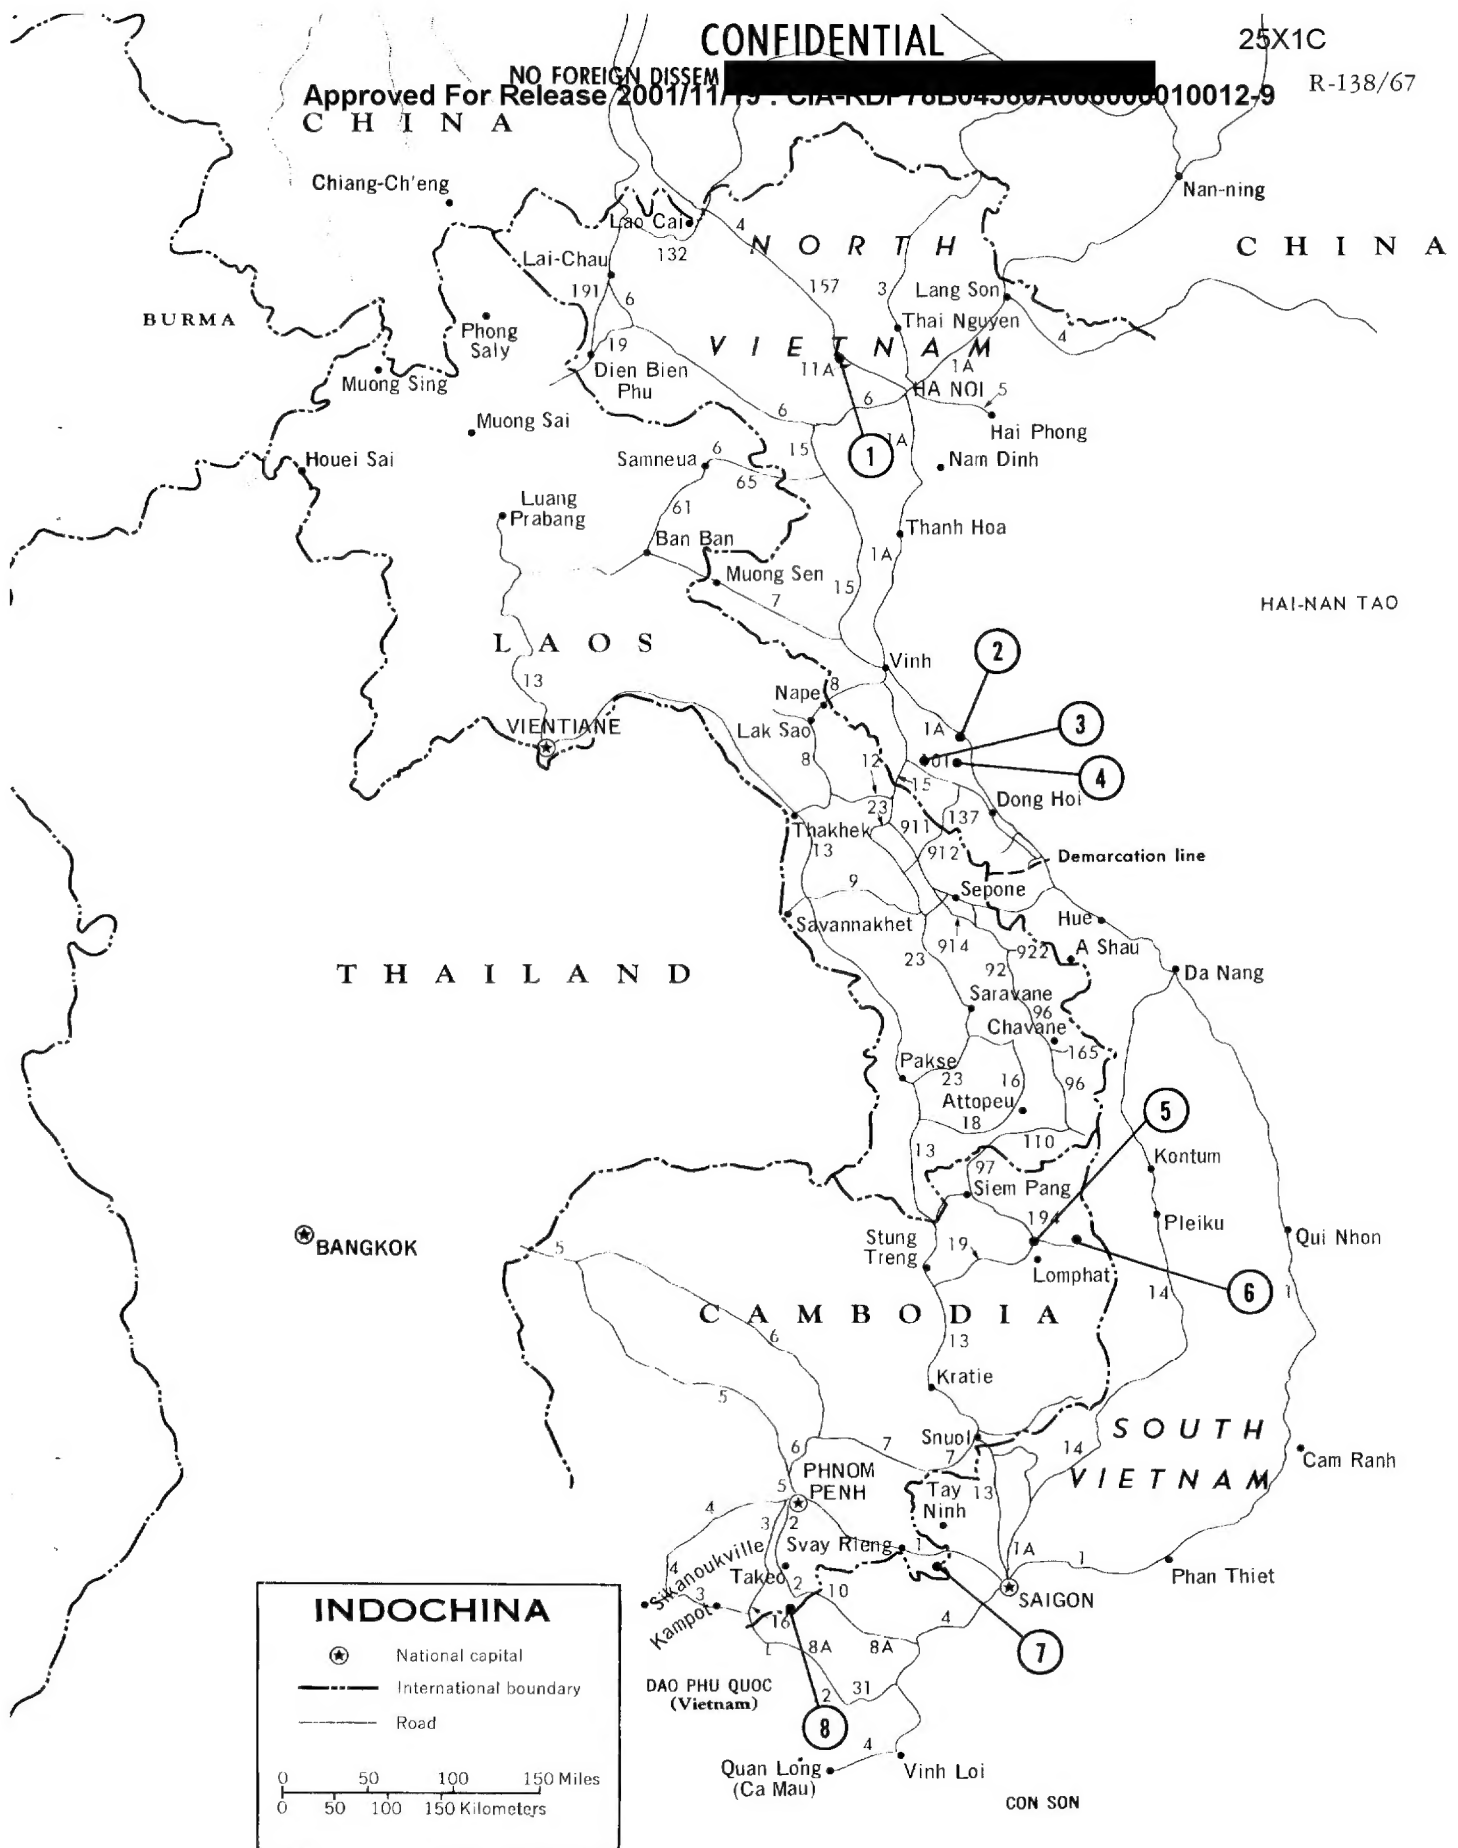 CONFIDENTIAL
25X1C
NO FOREIGN DISSEM
R-138/67
Approved For Release 2001/11/19 : CIA-RDP78B04560A006000010012-9
CHINA
Chiang-Ch'eng
Nan-ning
Lao Cai
4
NORTH
CHINA
132
Lai-Chau
157
191
6
3
Lang Son
BURMA
Phong
Saly
Thai Nguyen
4
19
VIETNAM
11A
1A
Dien Bien
Phu
Muong Sing
HA NOI
5
6
6
Muong Sai
Hai Phong
1A
15
1
Houei Sai
Samneua
6
Nam Dinh
65
Luang
Prabang
61
Thanh Hoa
Ban Ban
1A
Muong Sen
15
7
HAI-NAN TAO
LAOS
2
Vinh
13
8
Nape
VIENTIANE
Lak Sao
1A
3
8
12
101
4
15
Dong Hoi
23
137
Thakhek
911
13
912
Demarcation line
9
Sepone
Savannakhet
Hue
914
922
A Shau
23
92
THAILAND
Da Nang
Saravane
96
Chavane
165
Pakse
23
16
96
Attopeu
5
18
110
13
97
Kontum
Siem Pang
194
Pleiku
BANGKOK
Stung
Treng
19
Qui Nhon
5
Lomphat
6
14
1
CAMBODIA
6
13
Kratie
5
SOUTH
Snuol
6
7
7
14
Cam Ranh
PHNOM
PENH
VIETNAM
5
Tay
Ninh
13
4
3
2
Svay Rieng
1
1A
1
4
Sikanoukville
Takeo
Phan Thiet
2
10
SAIGON
3
Kampot
16
4
7
8A
8A
DAO PHU QUOC
(Vietnam)
2
31
8
4
Quan Long
(Ca Mau)
Vinh Loi
CON SON
INDOCHINA
National capital
International boundary
Road
0 50 100 150 Miles
0 50 100 150 Kilometers